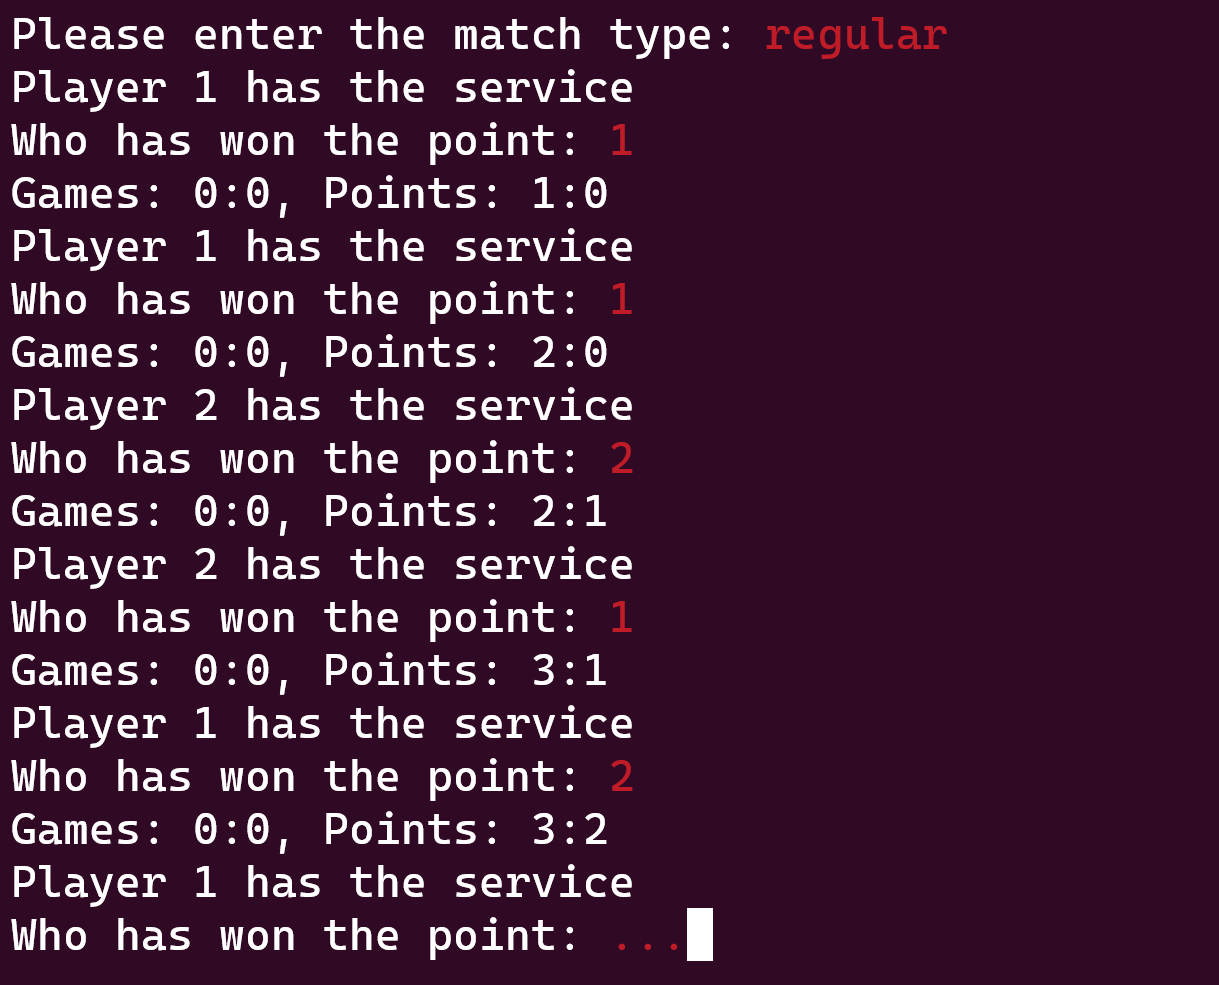 Please enter the match type: regular
Player 1 has the service
Who has won the point: 1
Games: 0:0, Points: 1:0
Player 1 has the service
Who has won the point: 1
Games: 0:0, Points: 2:0
Player 2 has the service
Who has won the point: 2
Games: 0:0, Points: 2:1
Player 2 has the service
Who has won the point: 1
Games: 0:0, Points: 3:1
Player 1 has the service
Who has won the point: 2
Games: 0:0, Points: 3:2
Player 1 has the service
Who has won the point: ...